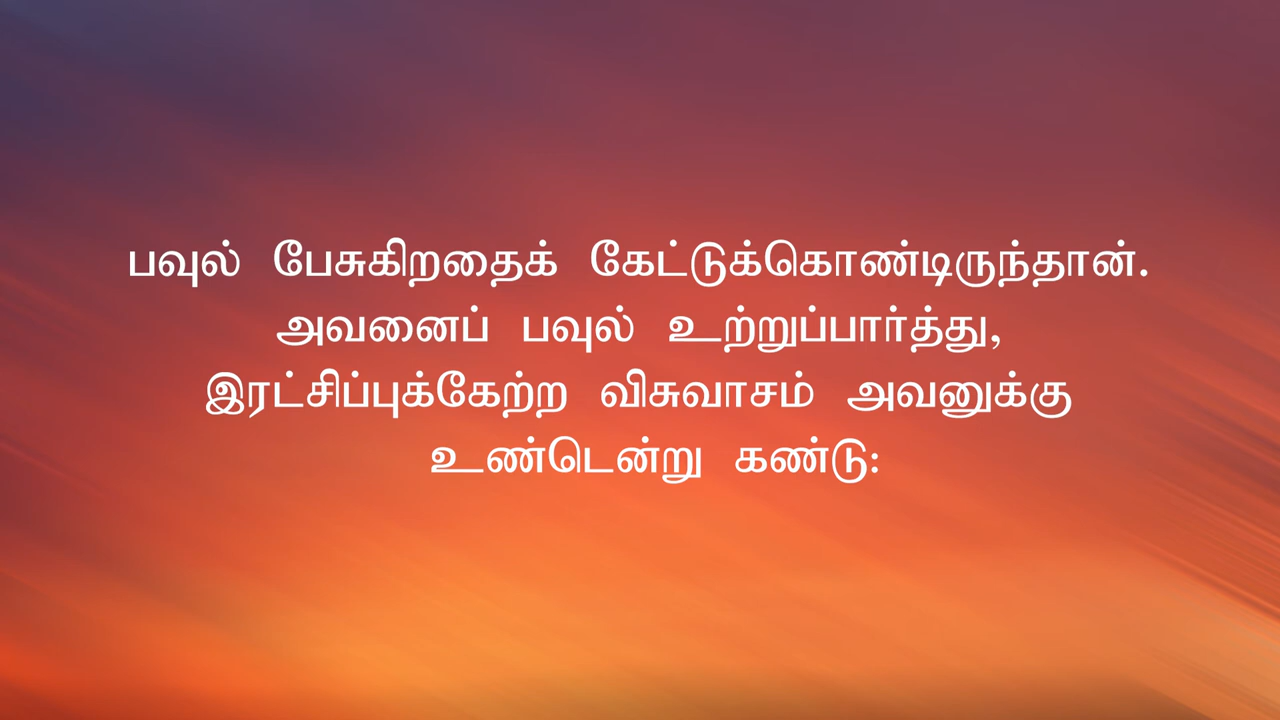 பவுல் பேசுகிறதைக் கேட்டுக்கொண்டிருந்தான்.
அவனைப் பவுல் உற்றுப்பார்த்து,
இரட்சிப்புக்கேற்ற விசுவாசம் அவனுக்கு
உண்டென்று கண்டு: